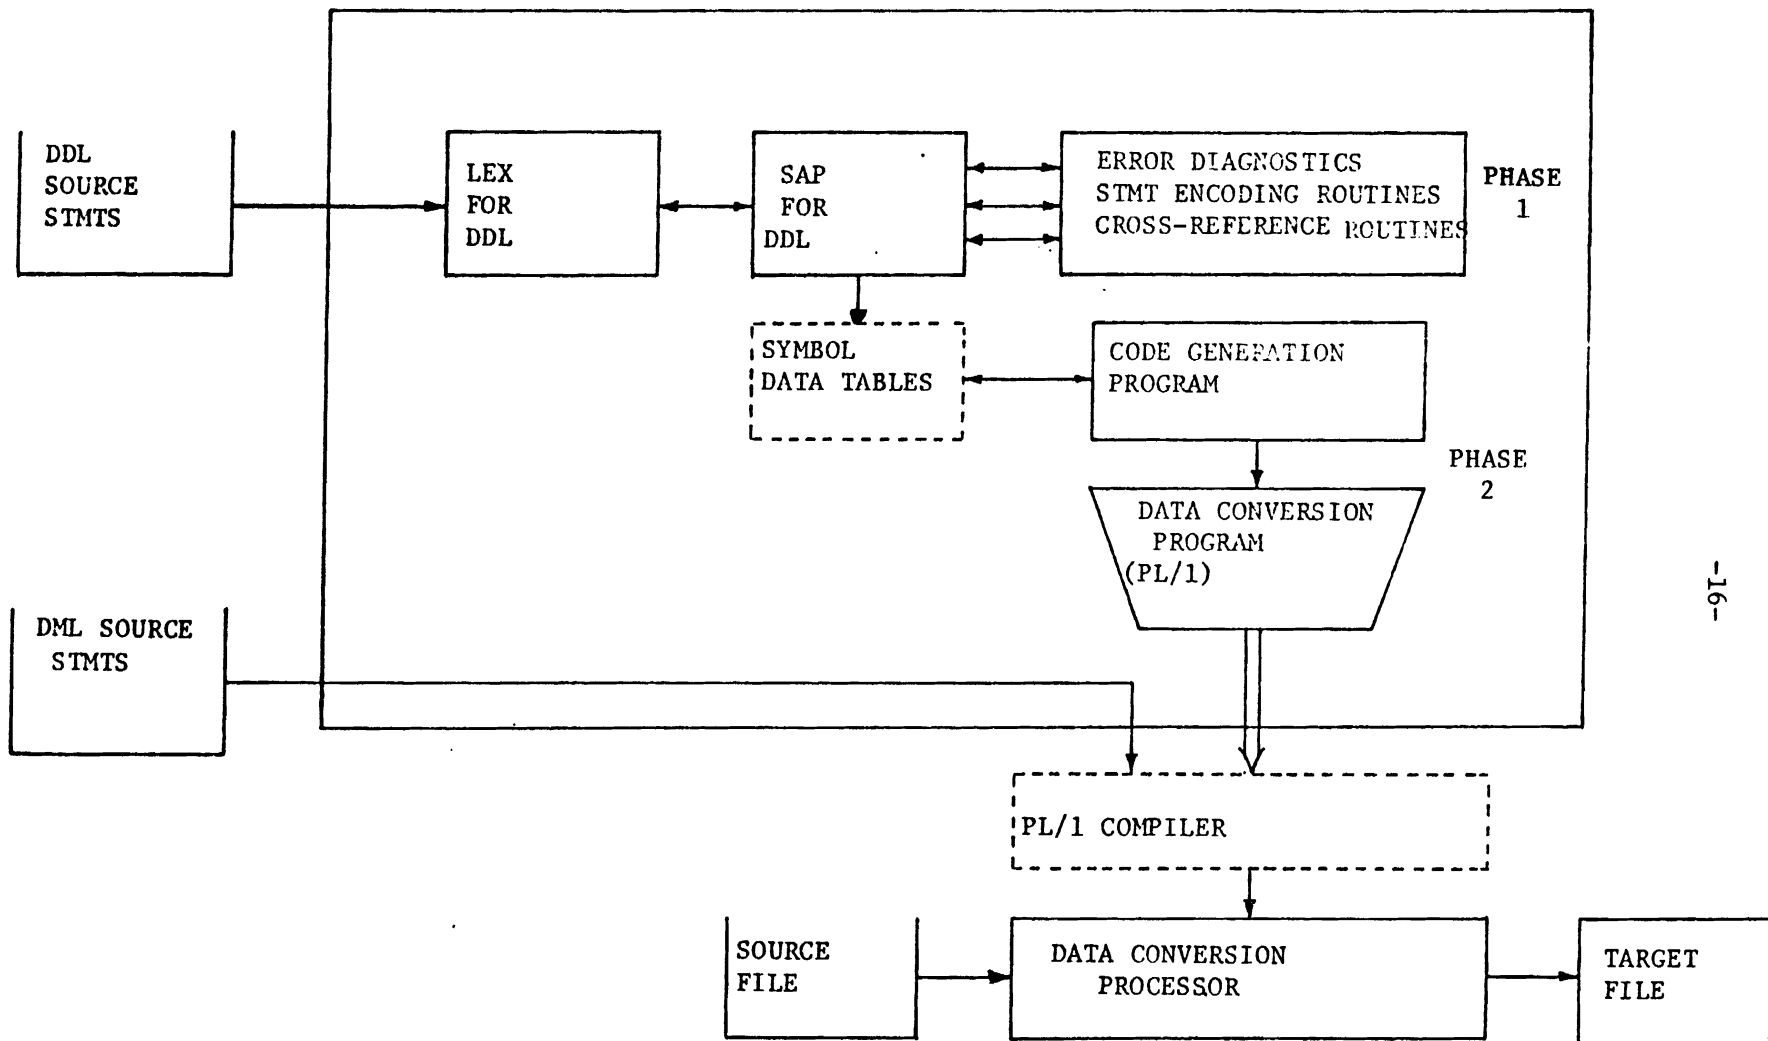 DDL
SOURCE
STMTS
LEX
FOR
DDL
SAP
FOR
DDL
ERROR DIAGNOSTICS
STMT ENCODING ROUTINES
CROSS-REFERENCE ROUTINES
PHASE
1
SYMBOL
DATA TABLES
CODE GENERATION
PROGRAM
PHASE
2
DATA CONVERSION
PROGRAM
(PL/1)
-16-
DML SOURCE
STMTS
PL/1 COMPILER
SOURCE
FILE
DATA CONVERSION
PROCESSOR
TARGET
FILE